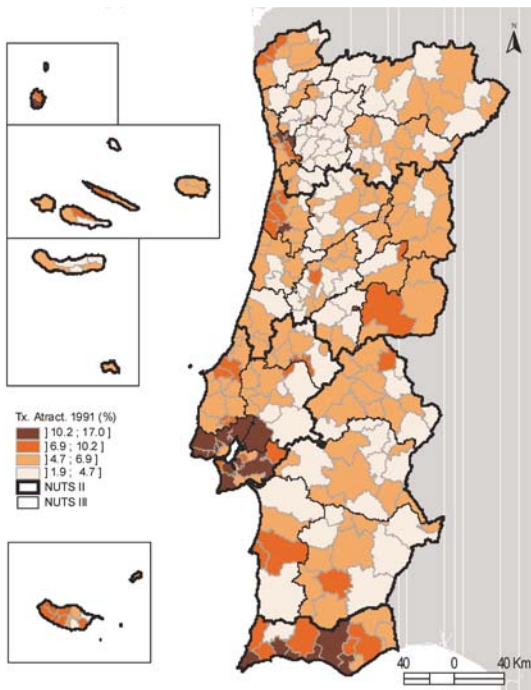 N
Tx. Atract. 1991 (%)
] 10.2 ; 17.0 ]
] 6.9 ; 10.2 ]
] 4.7 ; 6.9 ]
] 1.9 ; 4.7 ]
NUTS II
NUTS III
40 0 40 Km